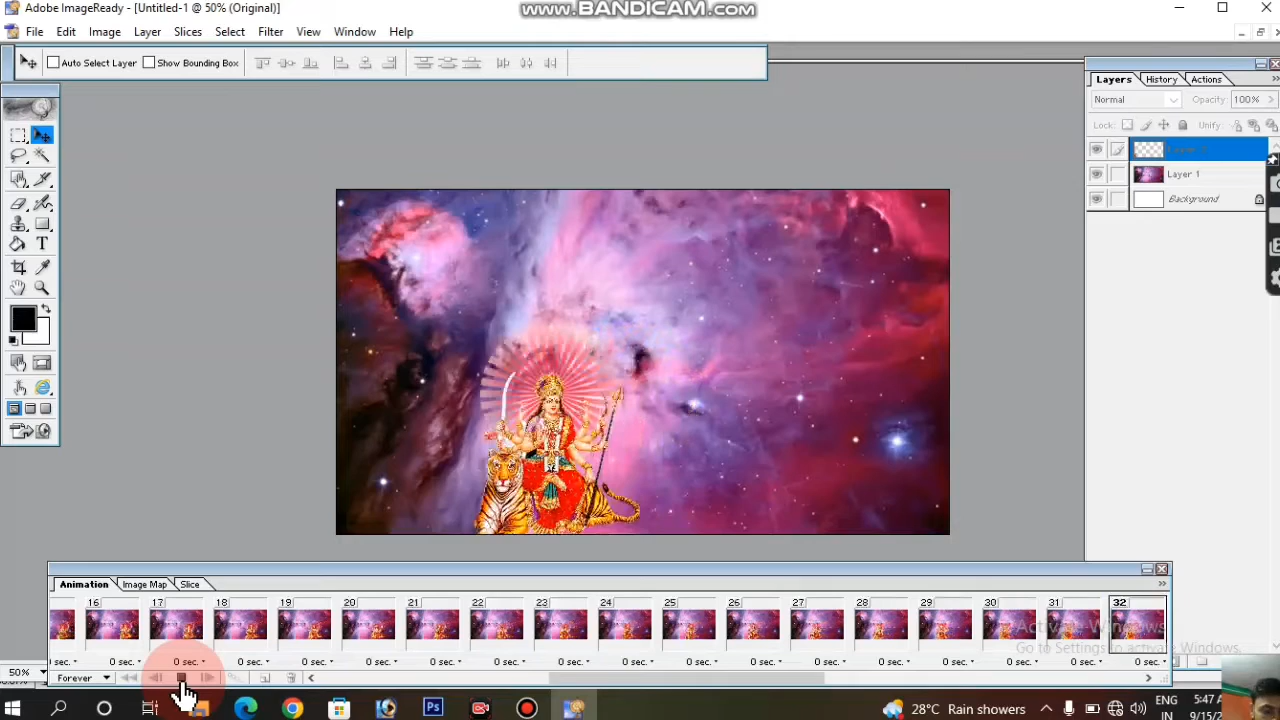 Adobe ImageReady - [Untitled-1 @ 50% (Original)]
www.BANDICAM.com
File Edit Image Layer Slices Select Filter View Window Help
Auto Select Layer Show Bounding Box
Layers History Actions
Normal Opacity: 100%
Lock: Unify:
Layer 1
Background
Animation Image Map Slice
16 17 18 19 20 21 22 23 24 25 26 27 28 29 30 31 32
sec. 0 sec. 0 sec. 0 sec. 0 sec. 0 sec. 0 sec. 0 sec. 0 sec. 0 sec. 0 sec. 0 sec. 0 sec. 0 sec. 0 sec. 0 sec. 0 sec.
Activate Windows
Go to Settings to activate Windows.
50% Forever
Ps 28°C Rain showers ENG IN 5:47 9/15/2